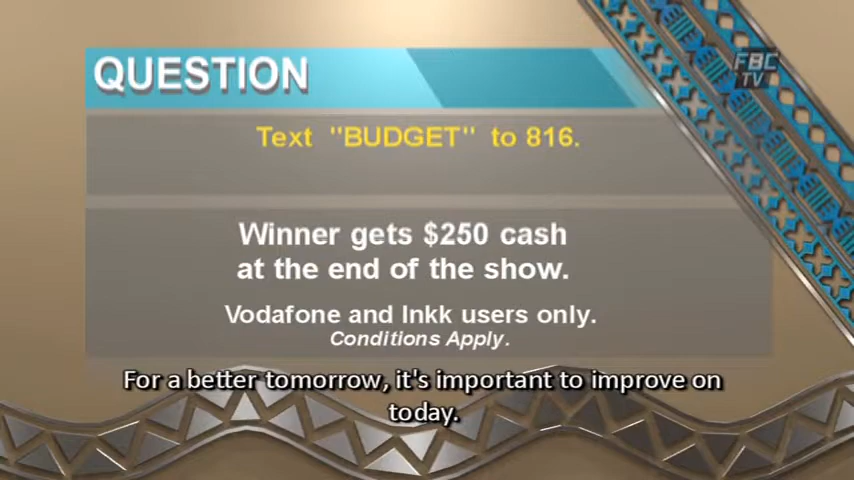 QUESTION
FBC
TV
Text "BUDGET" to 816.
Winner gets $250 cash
at the end of the show.
Vodafone and Inkk users only.
Conditions Apply.
For a better tomorrow, it's important to improve on
today.